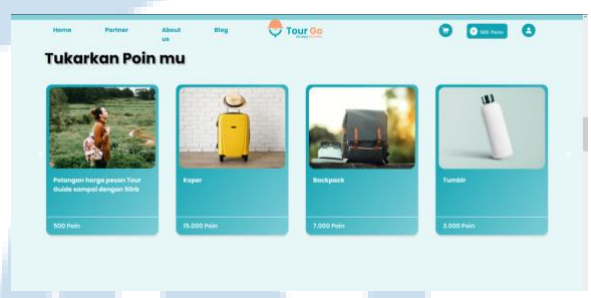 Home Partner About us Blog
Tour Go
Tukarkan Poin mu
Potongan harga pesan Tour
Guide sampai dengan 50rb
500 Poin
Koper
15.000 Poin
Backpack
7.000 Poin
Tumblr
3.000 Poin